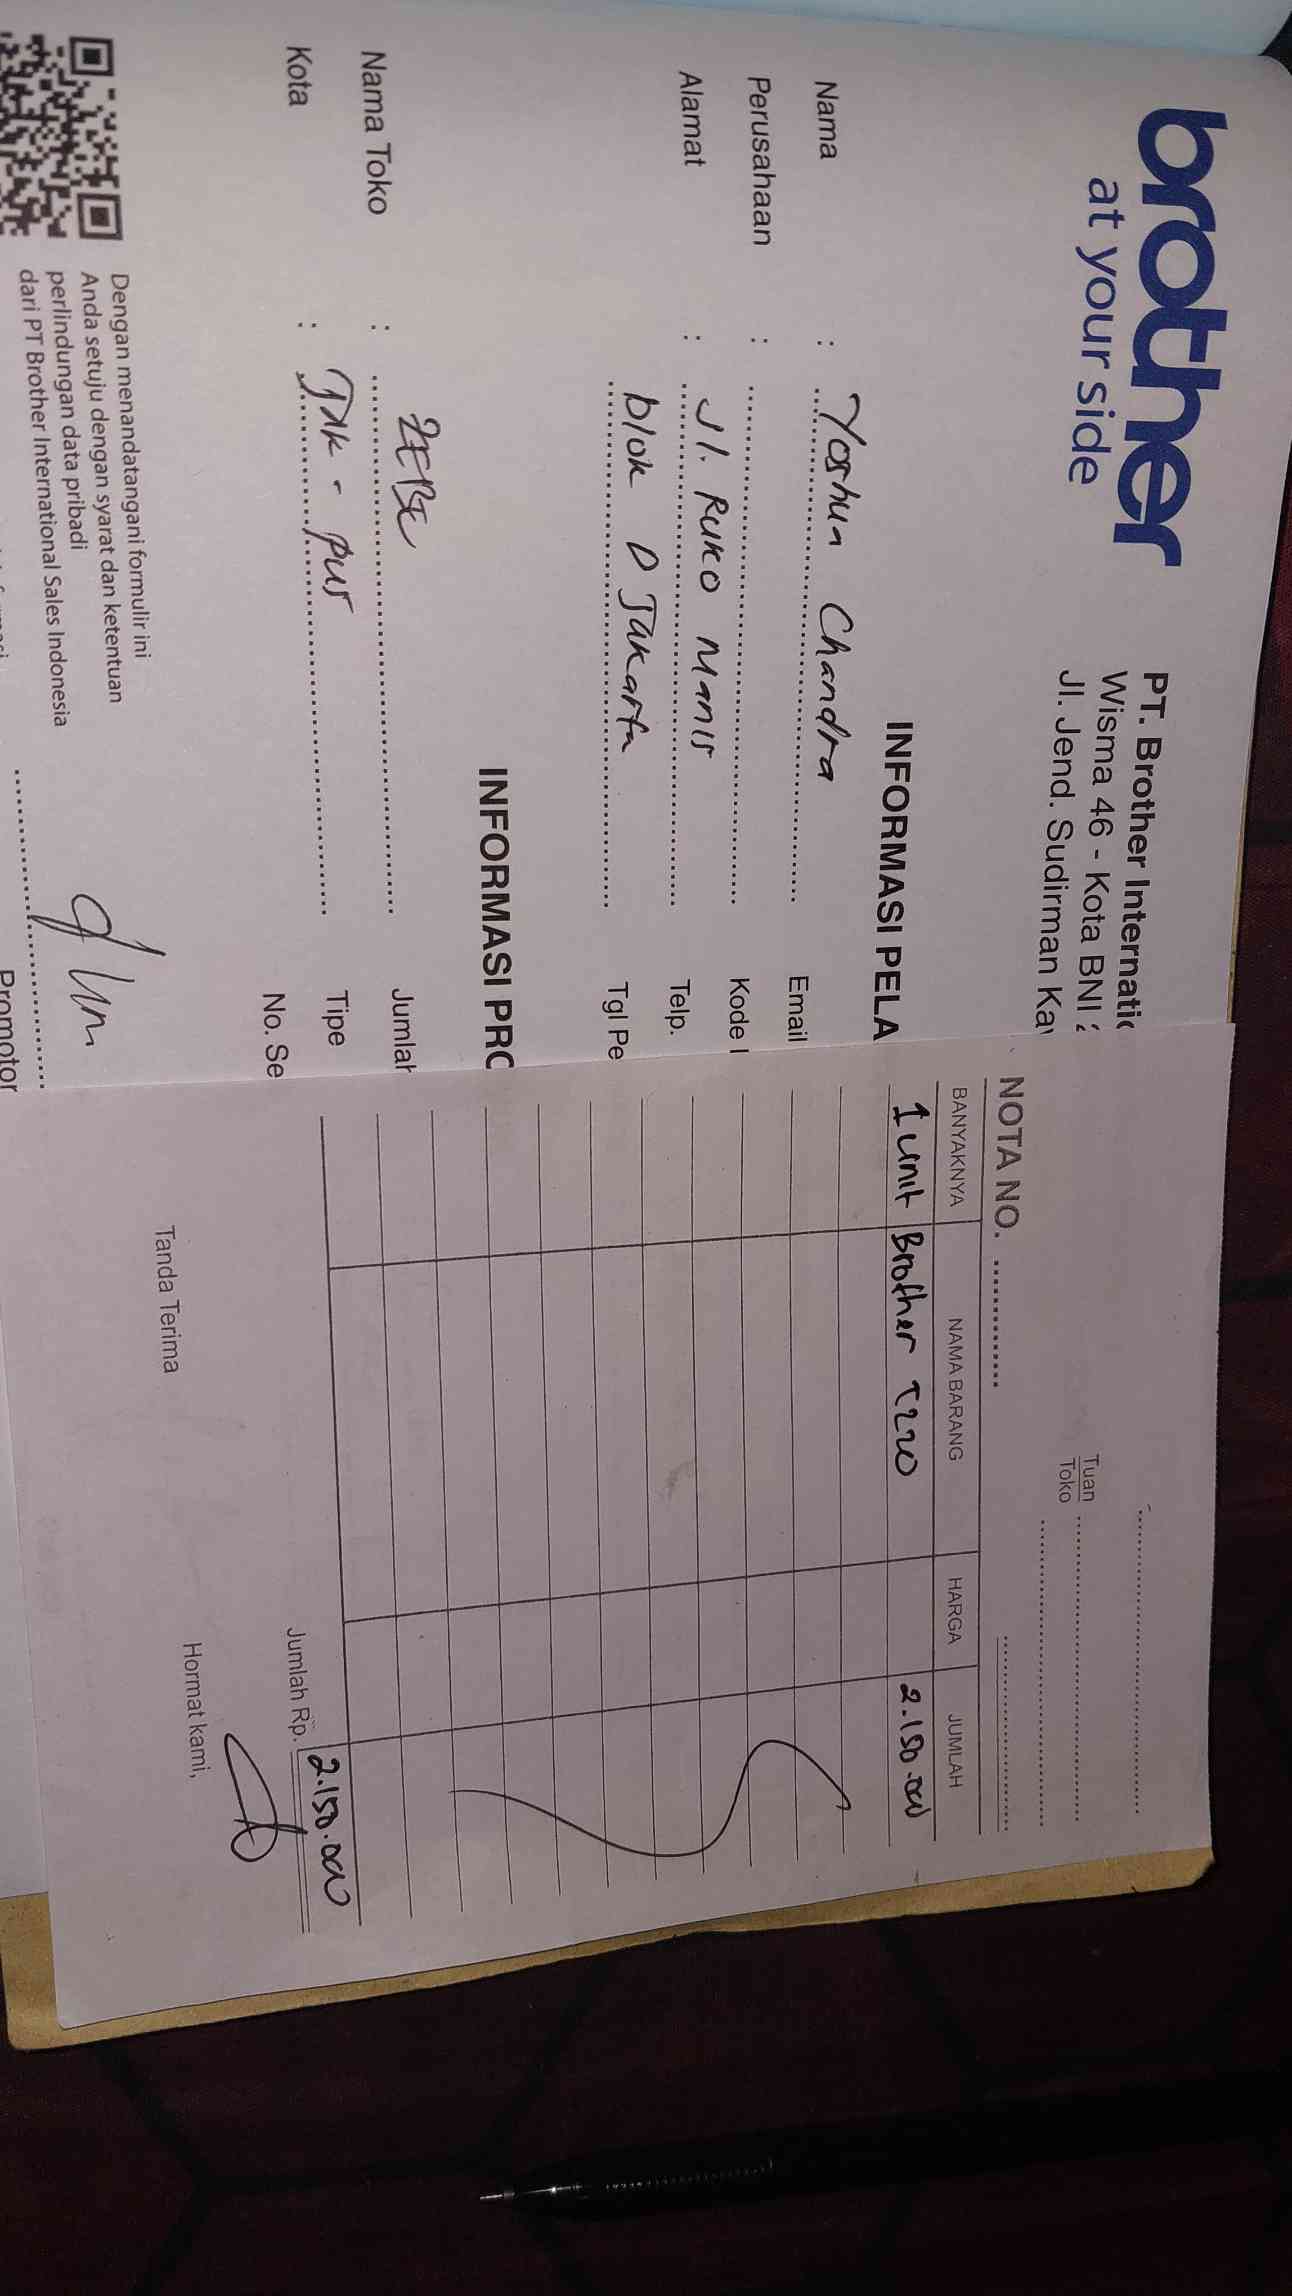 brother
at your side
PT. Brother Internatic
Wisma 46 - Kota BNI 2
Jl. Jend. Sudirman Kav
INFORMASI PELA
Nama : Yoshua Chandra
Perusahaan :
Alamat : Jl. Ruko Manis
blok D Jakarta
Email
Kode
Telp.
Tgl Pe
INFORMASI PRO
Nama Toko :
Kota : Jak - pus
Jumlah
Tipe
No. Se
Dengan menandatangani formulir ini
Anda setuju dengan syarat dan ketentuan
perlindungan data pribadi
dari PT Brother International Sales Indonesia
Promotor
Tuan
Toko
NOTA NO.
BANYAKNYA NAMA BARANG HARGA JUMLAH
1 unit Brother T220 2.150.000
Jumlah Rp. 2.150.000
Tanda Terima Hormat kami,